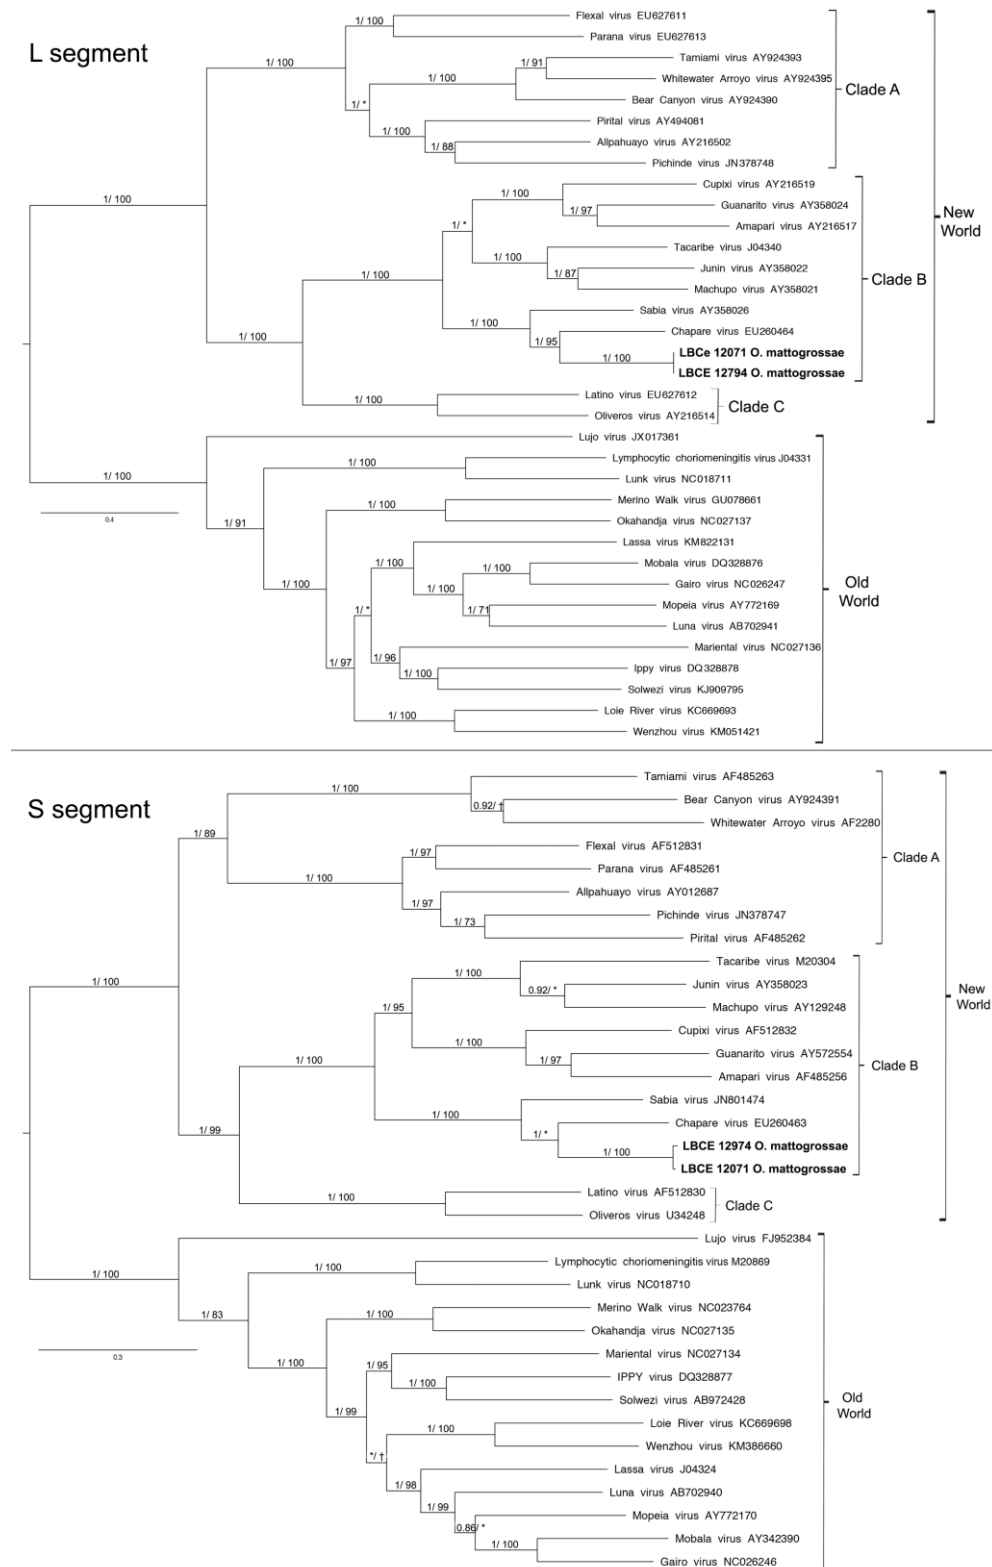 L segment
1/ 100
Flexal virus EU627611
Parana virus EU627613
1/ 100
1/ 91
Tamiami virus AY924393
1/ 100
Whitewater Arroyo virus AY924395
Bear Canyon virus AY924390
Clade A
1/ *
Pirital virus AY494081
1/ 100
Allpahuayo virus AY216502
1/ 88
Pichinde virus JN378748
1/ 100
Cupixi virus AY216519
1/ 100
Guanarito virus AY358024
1/ 97
Amapari virus AY216517
New
World
1/ *
Tacaribe virus J04340
1/ 100
Junin virus AY358022
1/ 87
Machupo virus AY358021
1/ 100
Clade B
Sabia virus AY358026
1/ 100
Chapare virus EU260464
1/ 95
LBCe 12071 O. mattogrossae
1/ 100
LBCE 12794 O. mattogrossae
1/ 100
Latino virus EU627612
1/ 100
Oliveros virus AY216514
Clade C
Lujo virus JX017361
Lymphocytic choriomeningitis virus J04331
1/ 100
Lunk virus NC018711
1/ 100
0.4
Merino Walk virus GU078661
1/ 100
Okahandja virus NC027137
1/ 91
Lassa virus KM822131
1/ 100
Mobala virus DQ328876
1/ 100
Gairo virus NC026247
1/ 100
1/ 100
Mopeia virus AY772169
1/ 71
Luna virus AB702941
1/ *
Old
World
Mariental virus NC027136
1/ 96
Ippy virus DQ328878
1/ 97
1/ 100
Solwezi virus KJ909795
Loie River virus KC669693
1/ 100
Wenzhou virus KM051421
S segment
Tamiami virus AF485263
1/ 100
Bear Canyon virus AY924391
0.92/ †
Whitewater Arroyo virus AF2280
1/ 89
Flexal virus AF512831
1/ 97
Parana virus AF485261
Clade A
1/ 100
Allpahuayo virus AY012687
1/ 97
Pichinde virus JN378747
1/ 73
Pirital virus AF485262
1/ 100
Tacaribe virus M20304
1/ 100
Junin virus AY358023
0.92/ *
Machupo virus AY129248
New
World
1/ 95
Cupixi virus AF512832
1/ 100
Guanarito virus AY572554
1/ 97
Amapari virus AF485256
1/ 100
Clade B
Sabia virus JN801474
1/ 100
Chapare virus EU260463
1/ *
LBCE 12974 O. mattogrossae
1/ 100
LBCE 12071 O. mattogrossae
1/ 99
Latino virus AF512830
1/ 100
Oliveros virus U34248
Clade C
Lujo virus FJ952384
1/ 100
Lymphocytic choriomeningitis virus M20869
1/ 100
Lunk virus NC018710
1/ 83
Merino Walk virus NC023764
1/ 100
Okahandja virus NC027135
0.3
1/ 100
Mariental virus NC027134
1/ 95
IPPY virus DQ328877
1/ 100
Solwezi virus AB972428
1/ 99
Old
World
Loie River virus KC669698
1/ 100
Wenzhou virus KM386660
*/ †
Lassa virus J04324
1/ 98
Luna virus AB702940
1/ 99
Mopeia virus AY772170
0.86/ *
Mobala virus AY342390
1/ 100
Gairo virus NC026246